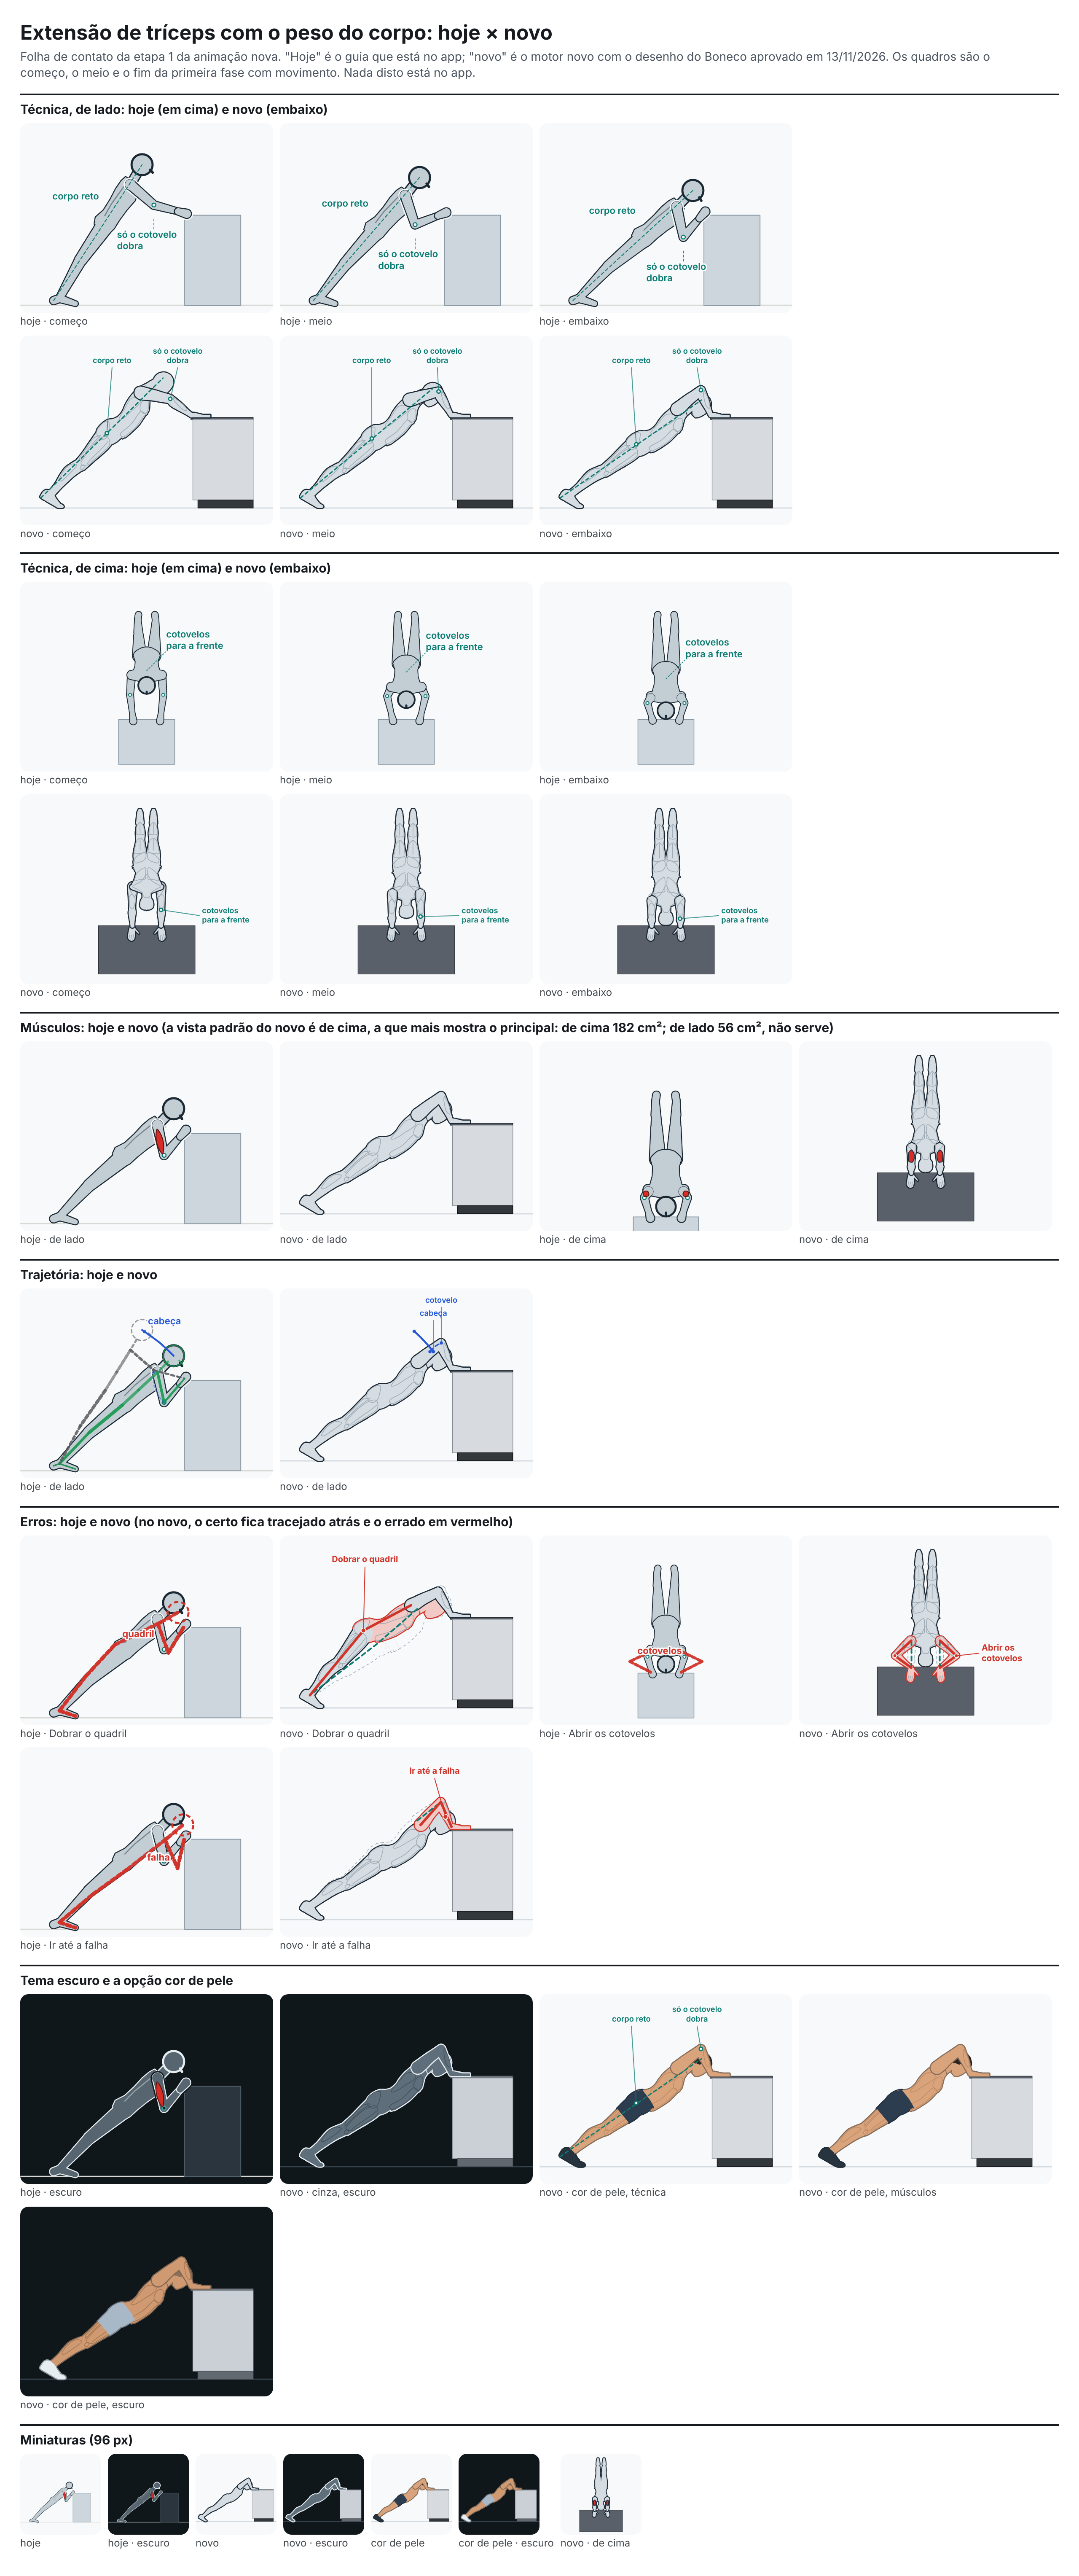 Extensão de tríceps com o peso do corpo: hoje × novo
Folha de contato da etapa 1 da animação nova. "Hoje" é o guia que está no app; "novo" é o motor novo com o desenho do Boneco aprovado em 13/11/2026. Os quadros são o
começo, o meio e o fim da primeira fase com movimento. Nada disto está no app.
Técnica, de lado: hoje (em cima) e novo (embaixo)
corpo reto
só o cotovelo
dobra
corpo reto
só o cotovelo
dobra
corpo reto
só o cotovelo
dobra
hoje · começo
hoje · meio
hoje · embaixo
corpo reto
só o cotovelo
dobra
corpo reto
só o cotovelo
dobra
corpo reto
só o cotovelo
dobra
novo · começo
novo · meio
novo · embaixo
Técnica, de cima: hoje (em cima) e novo (embaixo)
cotovelos
para a frente
cotovelos
para a frente
cotovelos
para a frente
hoje · começo
hoje · meio
hoje · embaixo
cotovelos
para a frente
cotovelos
para a frente
cotovelos
para a frente
novo · começo
novo · meio
novo · embaixo
Músculos: hoje e novo (a vista padrão do novo é de cima, a que mais mostra o principal: de cima 182 cm²; de lado 56 cm², não serve)
hoje · de lado
novo · de lado
hoje · de cima
novo · de cima
Trajetória: hoje e novo
cabeça
cotovelo
cabeça
hoje · de lado
novo · de lado
Erros: hoje e novo (no novo, o certo fica tracejado atrás e o errado em vermelho)
quadril
Dobrar o quadril
cotovelos
Abrir os
cotovelos
hoje · Dobrar o quadril
novo · Dobrar o quadril
hoje · Abrir os cotovelos
novo · Abrir os cotovelos
falha
Ir até a falha
hoje · Ir até a falha
novo · Ir até a falha
Tema escuro e a opção cor de pele
corpo reto
só o cotovelo
dobra
hoje · escuro
novo · cinza, escuro
novo · cor de pele, técnica
novo · cor de pele, músculos
novo · cor de pele, escuro
Miniaturas (96 px)
hoje
hoje · escuro
novo
novo · escuro
cor de pele
cor de pele · escuro
novo · de cima